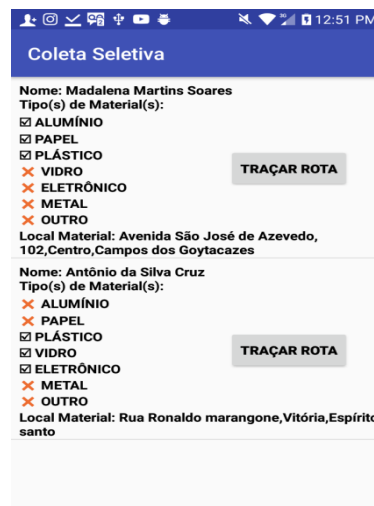 12:51 PM
Coleta Seletiva
Nome: Madalena Martins Soares
Tipo(s) de Material(s):
☑ ALUMÍNIO
☑ PAPEL
☑ PLÁSTICO
❌ VIDRO
❌ ELETRÔNICO
❌ METAL
❌ OUTRO
TRAÇAR ROTA
Local Material: Avenida São José de Azevedo,
102,Centro,Campos dos Goytacazes
Nome: Antônio da Silva Cruz
Tipo(s) de Material(s):
❌ ALUMÍNIO
❌ PAPEL
☑ PLÁSTICO
☑ VIDRO
☑ ELETRÔNICO
❌ METAL
❌ OUTRO
TRAÇAR ROTA
Local Material: Rua Ronaldo marangone,Vitória,Espírito
santo